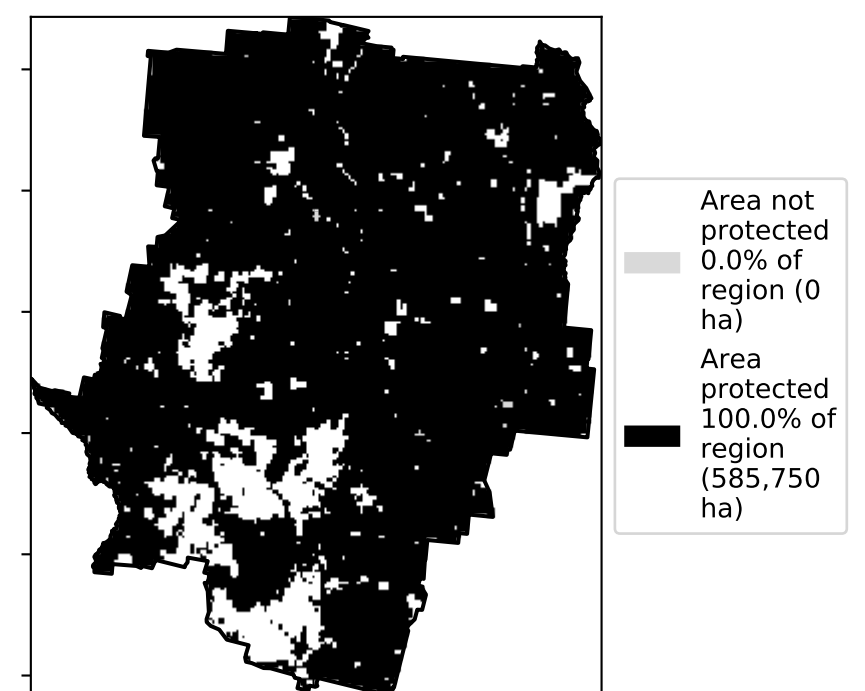 Area not
protected
0.0% of
region (0
ha)
Area
protected
100.0% of
region
(585,750
ha)